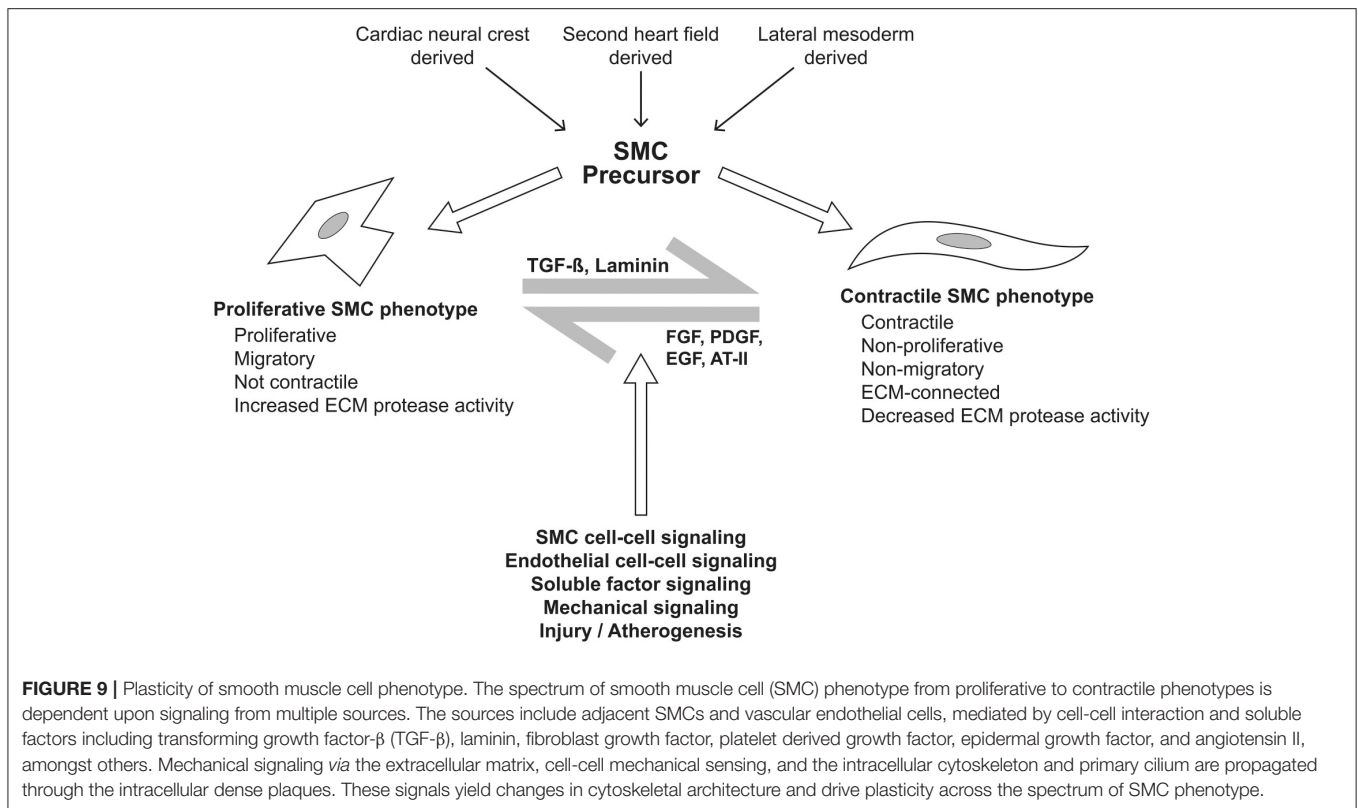 Cardiac neural crest
derived
Second heart field
derived
Lateral mesoderm
derived
SMC
Precursor
TGF-ß, Laminin
FGF, PDGF,
EGF, AT-II
Proliferative SMC phenotype
Proliferative
Migratory
Not contractile
Increased ECM protease activity
Contractile SMC phenotype
Contractile
Non-proliferative
Non-migratory
ECM-connected
Decreased ECM protease activity
SMC cell-cell signaling
Endothelial cell-cell signaling
Soluble factor signaling
Mechanical signaling
Injury / Atherogenesis
FIGURE 9 | Plasticity of smooth muscle cell phenotype. The spectrum of smooth muscle cell (SMC) phenotype from proliferative to contractile phenotypes is
dependent upon signaling from multiple sources. The sources include adjacent SMCs and vascular endothelial cells, mediated by cell-cell interaction and soluble
factors including transforming growth factor-β (TGF-β), laminin, fibroblast growth factor, platelet derived growth factor, epidermal growth factor, and angiotensin II,
amongst others. Mechanical signaling via the extracellular matrix, cell-cell mechanical sensing, and the intracellular cytoskeleton and primary cilium are propagated
through the intracellular dense plaques. These signals yield changes in cytoskeletal architecture and drive plasticity across the spectrum of SMC phenotype.